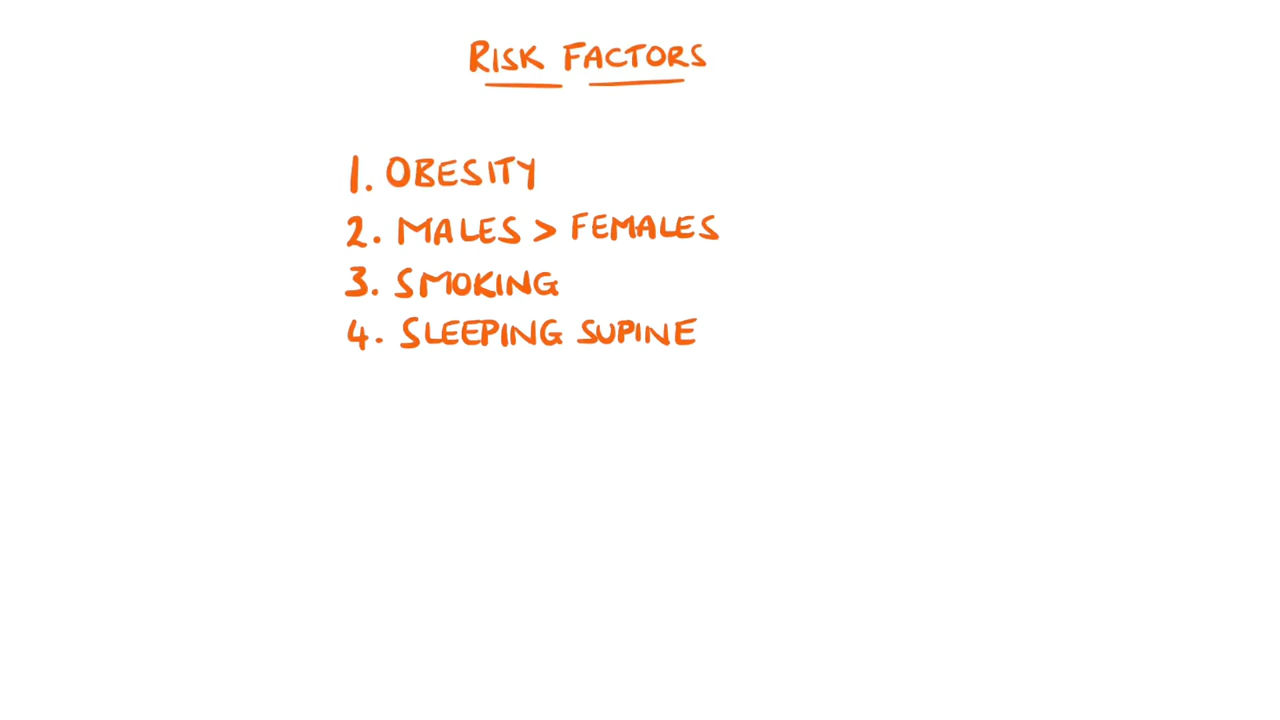 RISK FACTORS
1. OBESITY
2. MALES > FEMALES
3. SMOKING
4. SLEEPING SUPINE